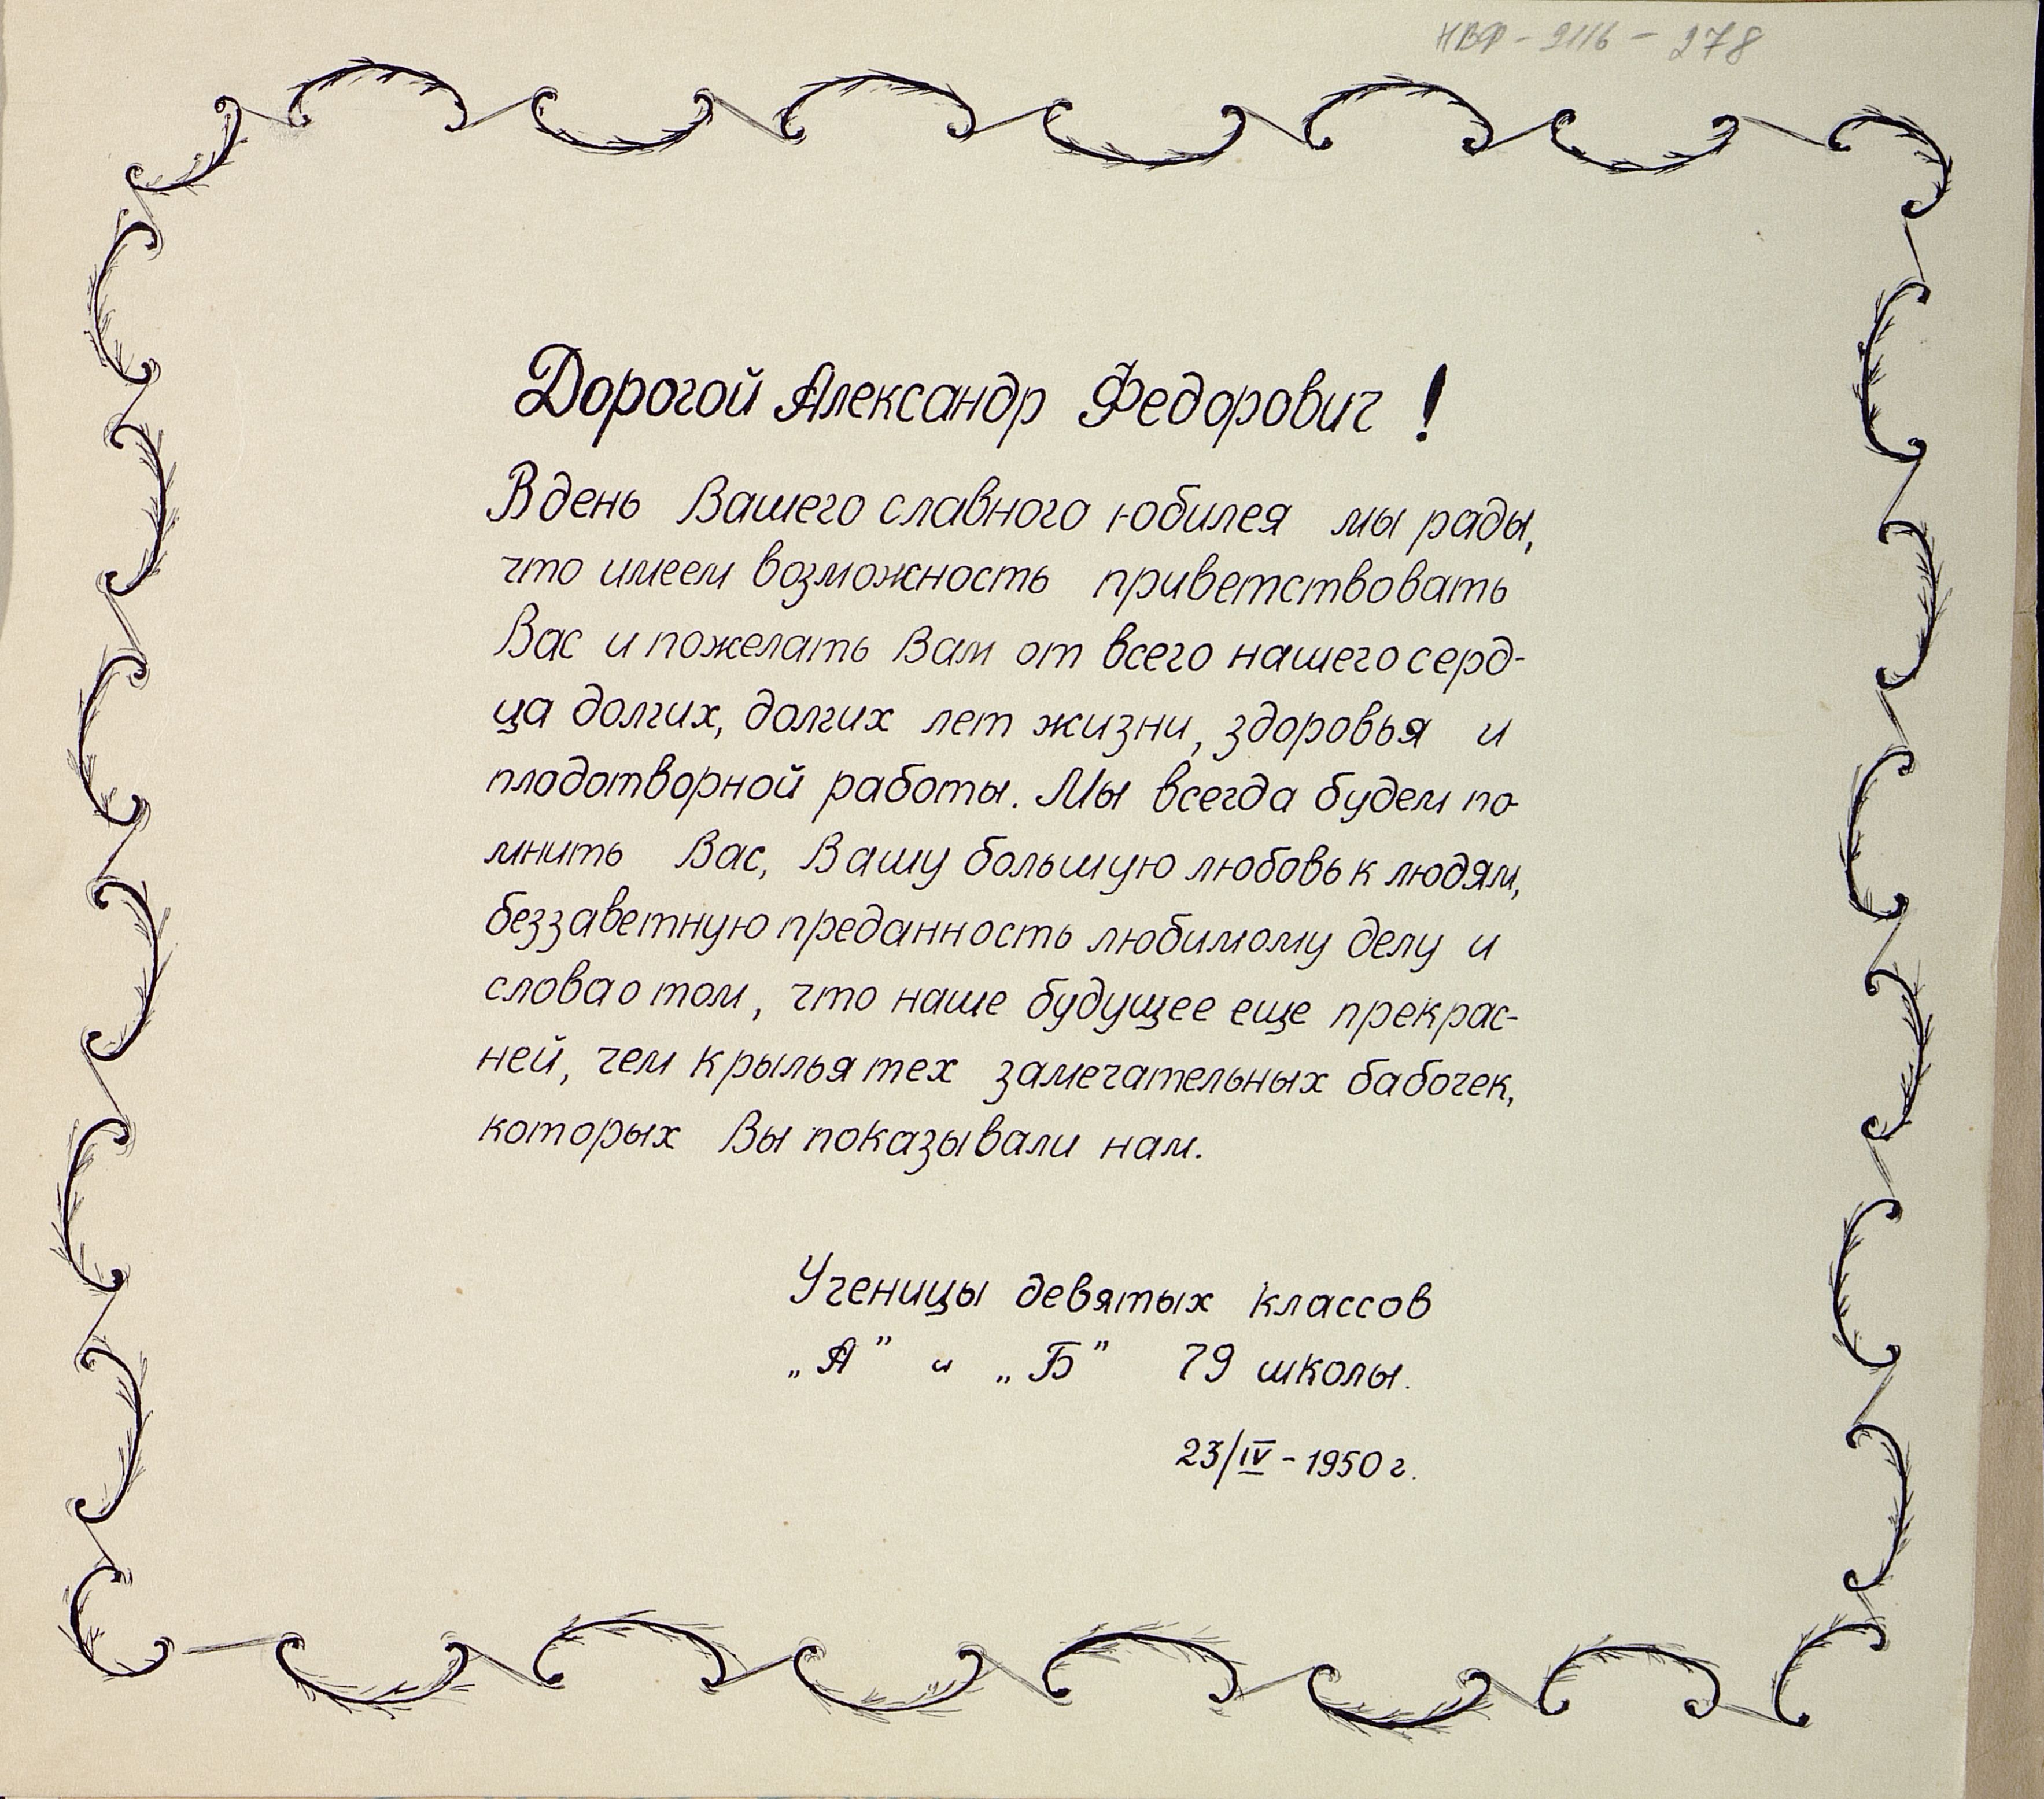 НВФ - 9116 - 278
Дорогой Александр Федорович!
В день Вашего славного юбилея мы рады,
что имеем возможность приветствовать
Вас и пожелать Вам от всего нашего серд-
ца долгих, долгих лет жизни, здоровья и
плодотворной работы. Мы всегда будем по-
мнить Вас, Вашу большую любовь к людям,
беззаветную преданность любимому делу и
слова о том, что наше будущее еще прекрас-
ней, чем крылья тех замечательных бабочек,
которых Вы показывали нам.
Ученицы девятых классов
„А" и „Б" 79 школы.
23/IV - 1950 г.